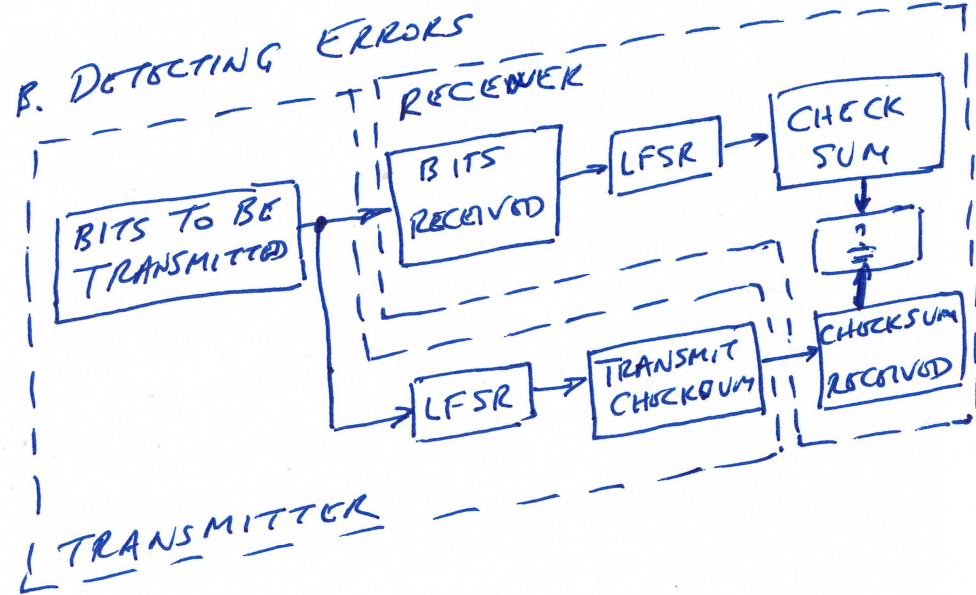 B. DETECTING ERRORS
RECEIVER
BITS TO BE
TRANSMITTED
BITS
RECEIVED
LFSR
CHECK
SUM
?
=
LFSR
TRANSMIT
CHECKSUM
CHECKSUM
RECEIVED
TRANSMITTER